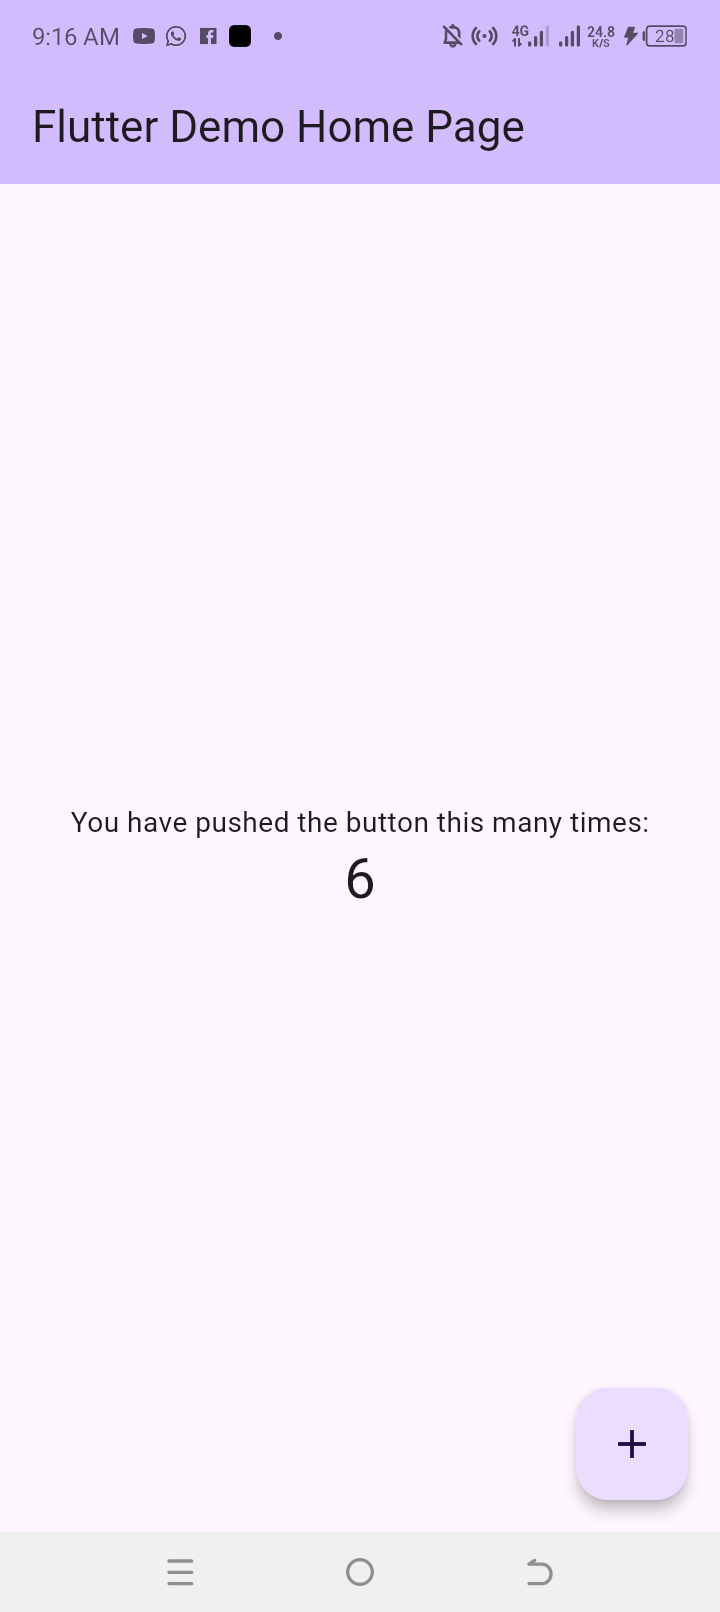 9:16 AM 4G 24.8 K/S 28
Flutter Demo Home Page
You have pushed the button this many times:
6
+